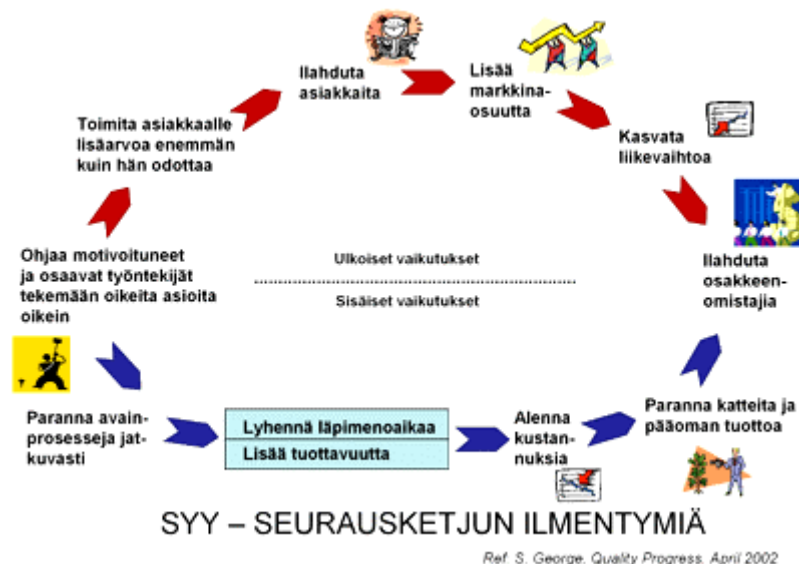 Ilahduta
asiakkaita
Lisää
markkina-
osuutta
Toimita asiakkaalle
lisäarvoa enemmän
kuin hän odottaa
Kasvata
liikevaihtoa
Ohjaa motivoituneet
ja osaavat työntekijät
tekemään oikeita asioita
oikein
Ulkoiset vaikutukset
Sisäiset vaikutukset
Ilahduta
osakkeen-
omistajia
Paranna avain-
prosesseja jat-
kuvasti
Lyhennä läpimenoaikaa
Lisää tuottavuutta
Alenna
kustan-
nuksia
Paranna katteita ja
pääoman tuottoa
SYY – SEURAUSKETJUN ILMENTYMIÄ
Ref. S. George, Quality Progress, April 2002